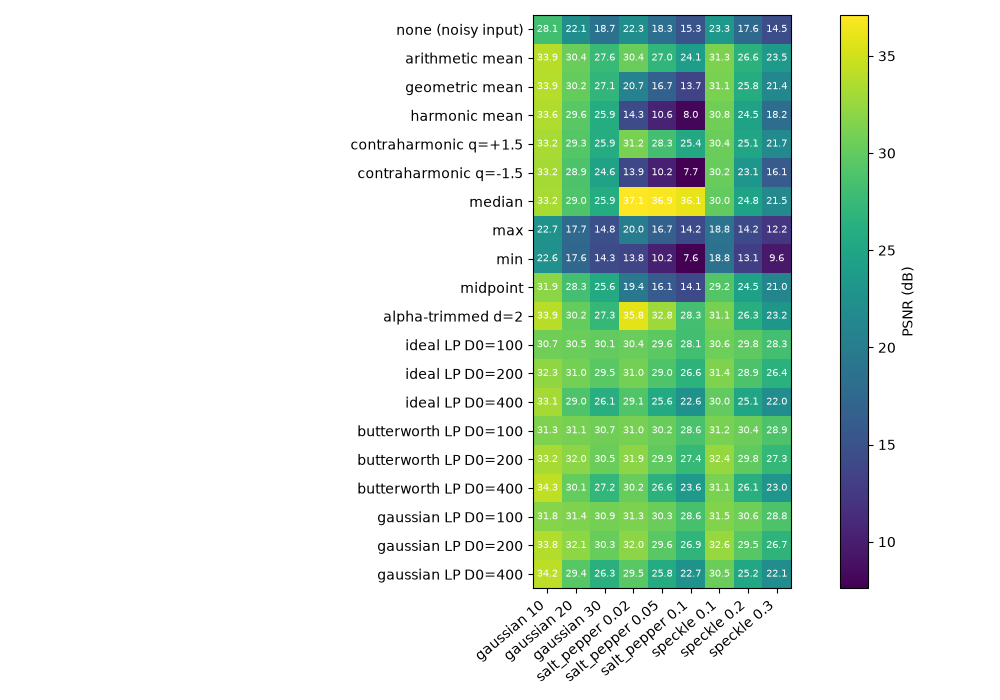 none (noisy input) 28.1 22.1 18.7 22.3 18.3 15.3 23.3 17.6 14.5
arithmetic mean 33.9 30.4 27.6 30.4 27.0 24.1 31.3 26.6 23.5
geometric mean 33.9 30.2 27.1 20.7 16.7 13.7 31.1 25.8 21.4
harmonic mean 33.6 29.6 25.9 14.3 10.6 8.0 30.8 24.5 18.2
contraharmonic q=+1.5 33.2 29.3 25.9 31.2 28.3 25.4 30.4 25.1 21.7
contraharmonic q=-1.5 33.2 28.9 24.6 13.9 10.2 7.7 30.2 23.1 16.1
median 33.2 29.0 25.9 37.1 36.9 36.1 30.0 24.8 21.5
max 22.7 17.7 14.8 20.0 16.7 14.2 18.8 14.2 12.2
min 22.6 17.6 14.3 13.8 10.2 7.6 18.8 13.1 9.6
midpoint 31.9 28.3 25.6 19.4 16.1 14.1 29.2 24.5 21.0
alpha-trimmed d=2 33.9 30.2 27.3 35.8 32.8 28.3 31.1 26.3 23.2
ideal LP D0=100 30.7 30.5 30.1 30.4 29.6 28.1 30.6 29.8 28.3
ideal LP D0=200 32.3 31.0 29.5 31.0 29.0 26.6 31.4 28.9 26.4
ideal LP D0=400 33.1 29.0 26.1 29.1 25.6 22.6 30.0 25.1 22.0
butterworth LP D0=100 31.3 31.1 30.7 31.0 30.2 28.6 31.2 30.4 28.9
butterworth LP D0=200 33.2 32.0 30.5 31.9 29.9 27.4 32.4 29.8 27.3
butterworth LP D0=400 34.3 30.1 27.2 30.2 26.6 23.6 31.1 26.1 23.0
gaussian LP D0=100 31.8 31.4 30.9 31.3 30.3 28.6 31.5 30.6 28.8
gaussian LP D0=200 33.8 32.1 30.3 32.0 29.6 26.9 32.6 29.5 26.7
gaussian LP D0=400 34.2 29.4 26.3 29.5 25.8 22.7 30.5 25.2 22.1
gaussian 10
gaussian 20
gaussian 30
salt_pepper 0.02
salt_pepper 0.05
salt_pepper 0.1
speckle 0.1
speckle 0.2
speckle 0.3
35
30
25
20
15
10
PSNR (dB)